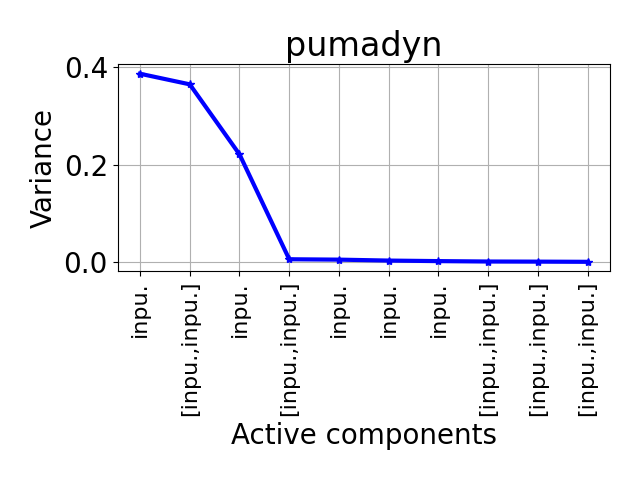 pumadyn
Variance
0.4
0.2
0.0
inpu.
[inpu.,inpu.]
inpu.
[inpu.,inpu.]
inpu.
inpu.
inpu.
[inpu.,inpu.]
[inpu.,inpu.]
[inpu.,inpu.]
Active components